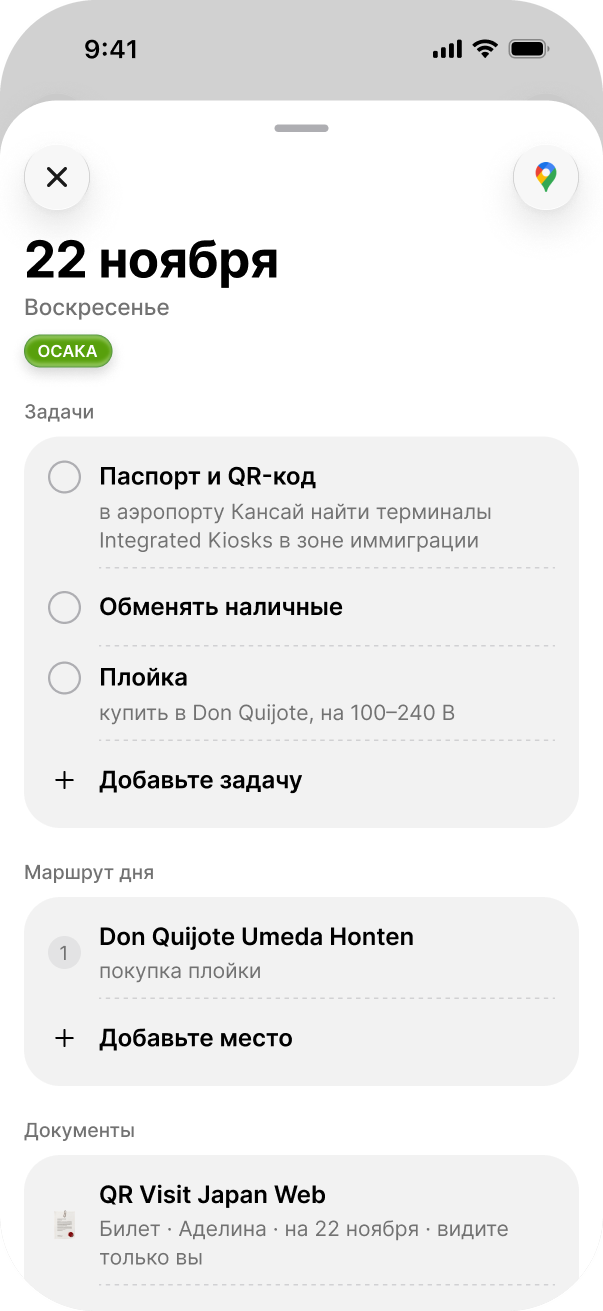 9:41
22 ноября
Воскресенье
ОСАКА
Задачи
Паспорт и QR-код
в аэропорту Кансай найти терминалы
Integrated Kiosks в зоне иммиграции
Обменять наличные
Плойка
купить в Don Quijote, на 100–240 В
+ Добавьте задачу
Маршрут дня
1
Don Quijote Umeda Honten
покупка плойки
+ Добавьте место
Документы
QR Visit Japan Web
Билет · Аделина · на 22 ноября · видите
только вы